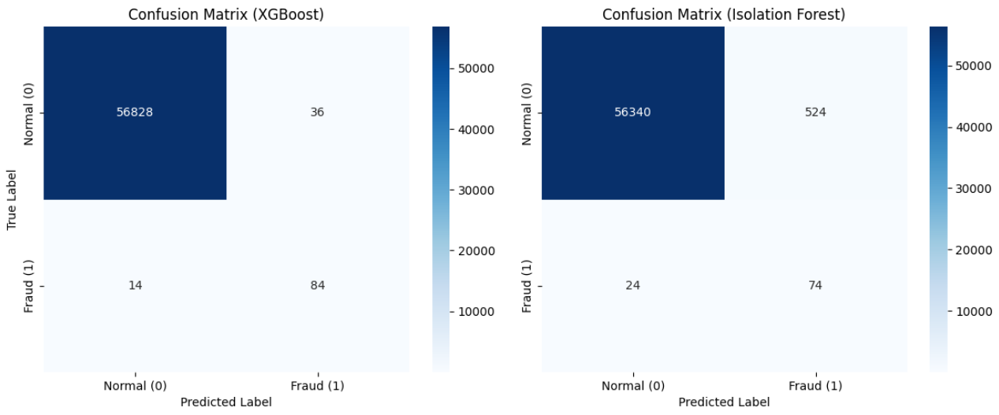 Confusion Matrix (XGBoost)
True Label
Normal (0)
Fraud (1)
56828
36
14
84
Normal (0)
Fraud (1)
Predicted Label
50000
40000
30000
20000
10000
Confusion Matrix (Isolation Forest)
Normal (0)
Fraud (1)
56340
524
24
74
Normal (0)
Fraud (1)
Predicted Label
50000
40000
30000
20000
10000